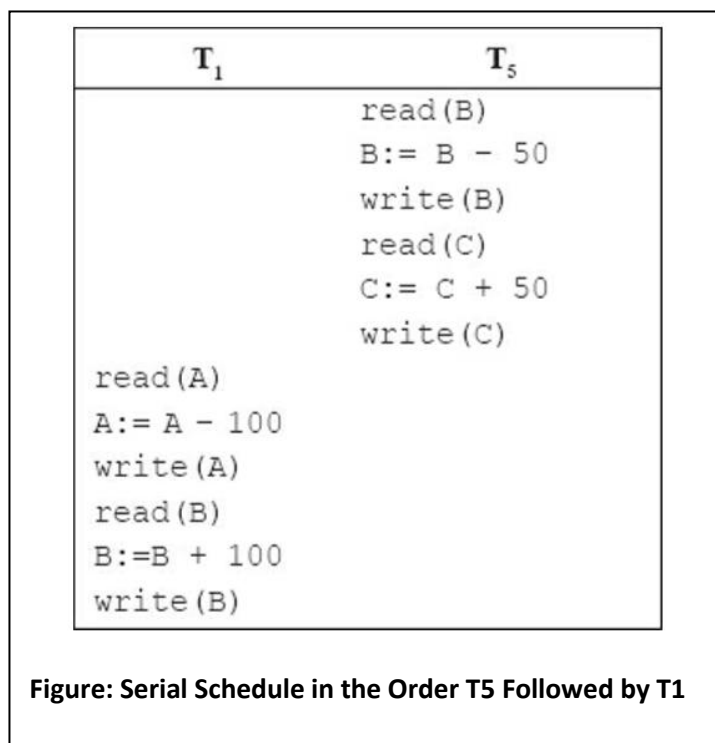 T₁ T₅
read(B)
B:= B - 50
write(B)
read(C)
C:= C + 50
write(C)
read(A)
A:= A - 100
write(A)
read(B)
B:=B + 100
write(B)
Figure: Serial Schedule in the Order T5 Followed by T1